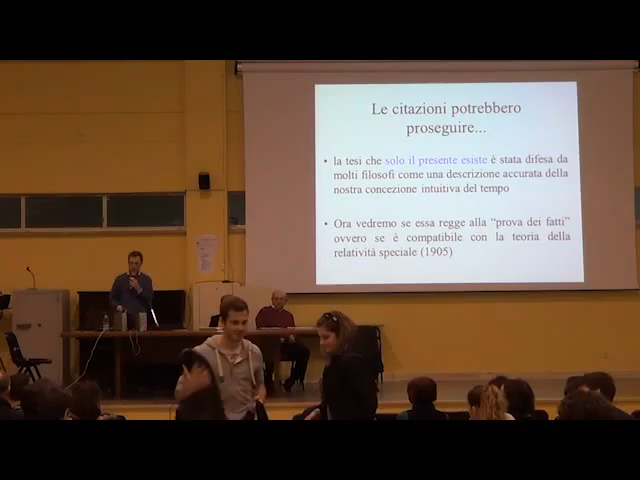 Le citazioni potrebbero
proseguire...
• la tesi che solo il presente esiste è stata difesa da
molti filosofi come una descrizione accurata della
nostra concezione intuitiva del tempo
• Ora vedremo se essa regge alla “prova dei fatti”
ovvero se è compatibile con la teoria della
relatività speciale (1905)